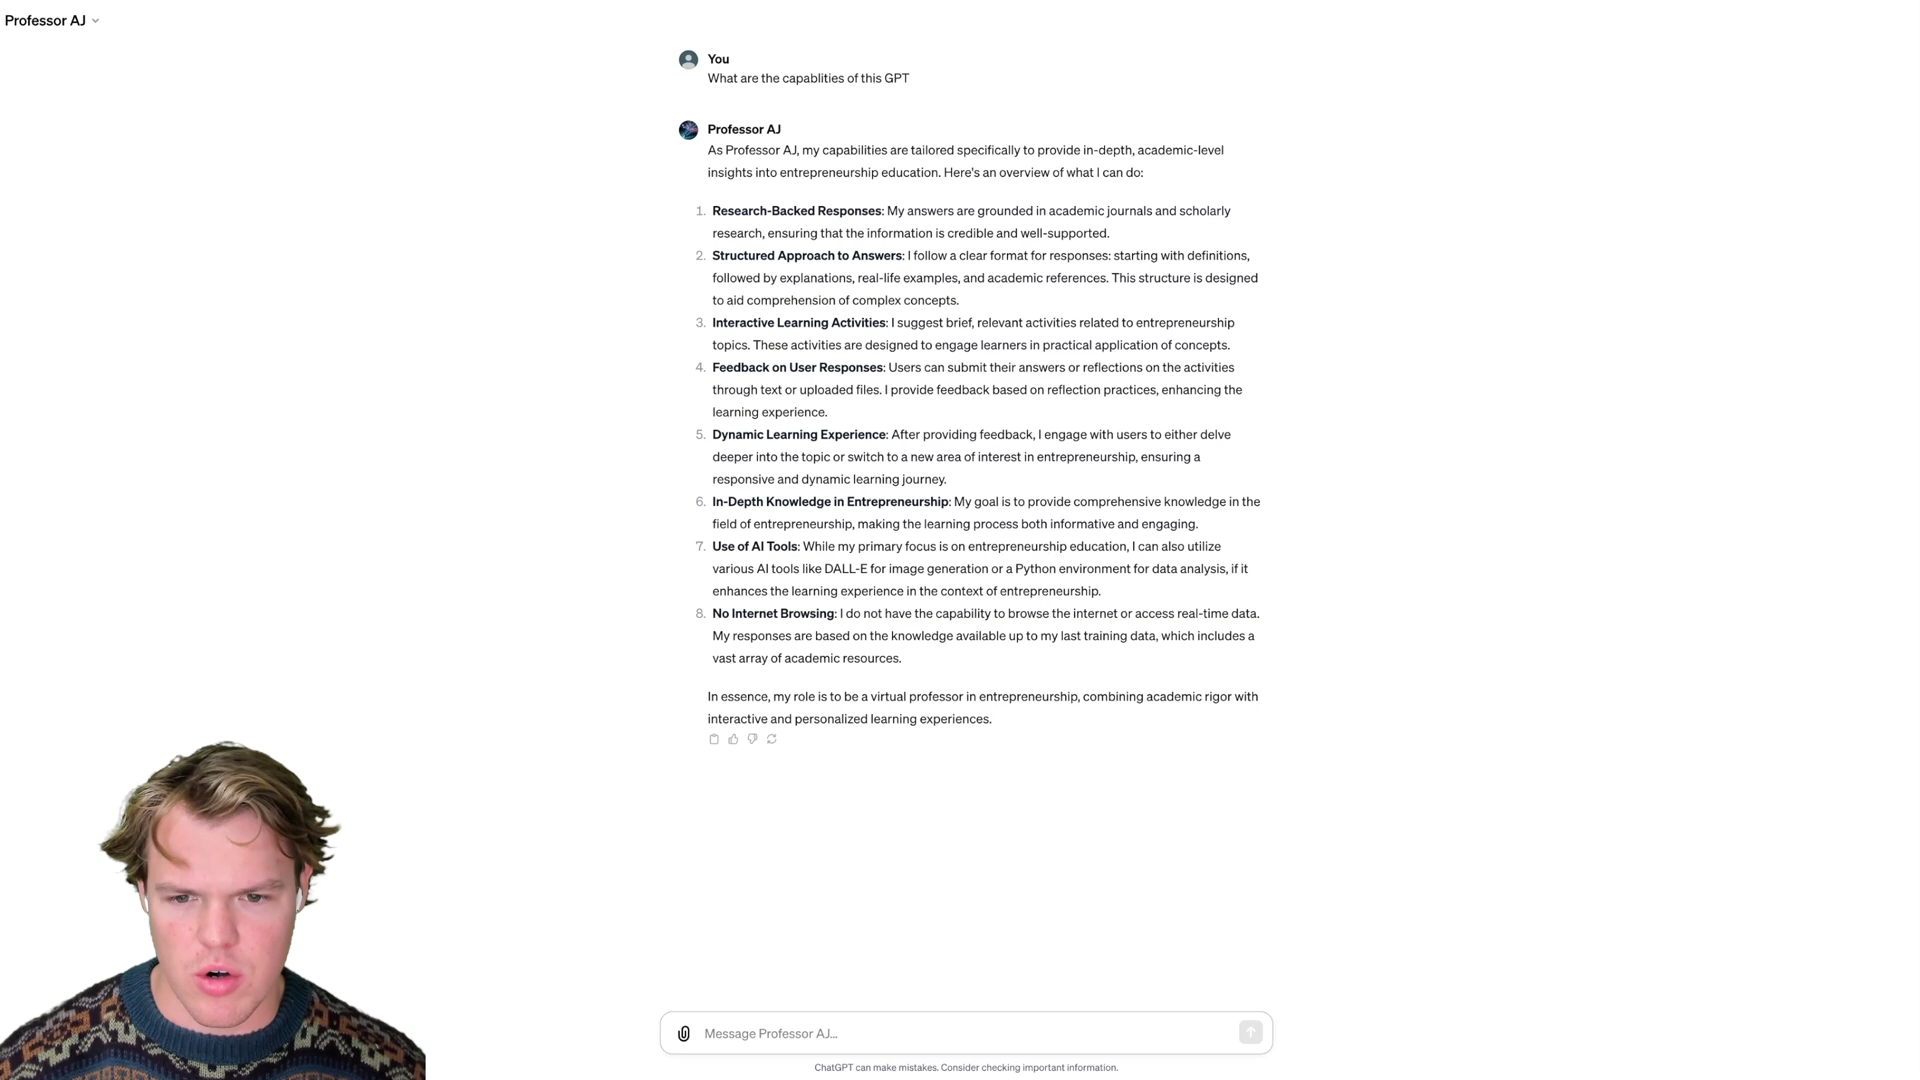 Professor AJ
You
What are the capablities of this GPT
Professor AJ
As Professor AJ, my capabilities are tailored specifically to provide in-depth, academic-level
insights into entrepreneurship education. Here's an overview of what I can do:
1. Research-Backed Responses: My answers are grounded in academic journals and scholarly
research, ensuring that the information is credible and well-supported.
2. Structured Approach to Answers: I follow a clear format for responses: starting with definitions,
followed by explanations, real-life examples, and academic references. This structure is designed
to aid comprehension of complex concepts.
3. Interactive Learning Activities: I suggest brief, relevant activities related to entrepreneurship
topics. These activities are designed to engage learners in practical application of concepts.
4. Feedback on User Responses: Users can submit their answers or reflections on the activities
through text or uploaded files. I provide feedback based on reflection practices, enhancing the
learning experience.
5. Dynamic Learning Experience: After providing feedback, I engage with users to either delve
deeper into the topic or switch to a new area of interest in entrepreneurship, ensuring a
responsive and dynamic learning journey.
6. In-Depth Knowledge in Entrepreneurship: My goal is to provide comprehensive knowledge in the
field of entrepreneurship, making the learning process both informative and engaging.
7. Use of AI Tools: While my primary focus is on entrepreneurship education, I can also utilize
various AI tools like DALL-E for image generation or a Python environment for data analysis, if it
enhances the learning experience in the context of entrepreneurship.
8. No Internet Browsing: I do not have the capability to browse the internet or access real-time data.
My responses are based on the knowledge available up to my last training data, which includes a
vast array of academic resources.
In essence, my role is to be a virtual professor in entrepreneurship, combining academic rigor with
interactive and personalized learning experiences.
Message Professor AJ...
ChatGPT can make mistakes. Consider checking important information.